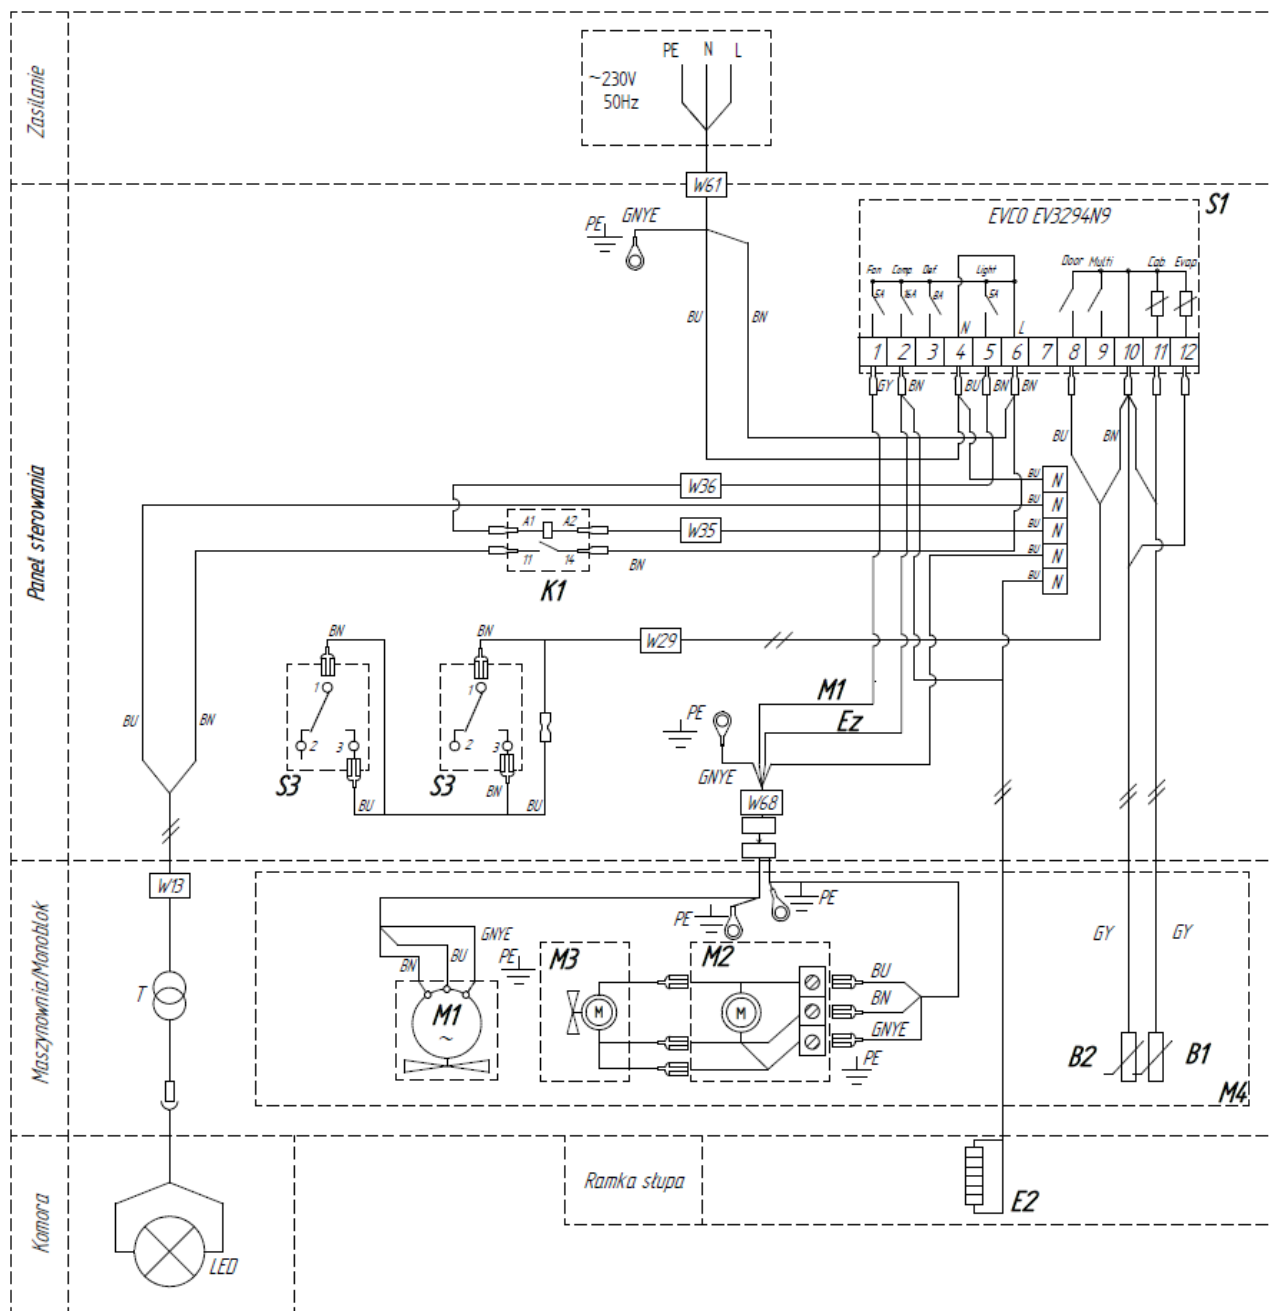 Zasilanie
PE N L
~230V
50Hz
W61
S1
EVCO EV3294N9
PE GNYE
Door Multi Cab Evap
Fan Comp Def Light
5A 16A 8A 5A
N L
BU BN
1 2 3 4 5 6 7 8 9 10 11 12
GY BN BU BN BN
BU BN
Panel sterowania
W36
BU N
BU N
A1 A2
W35
N
11 14
BN
BU N
K1
BU N
BN BN
W29
1 1
M1
BU BN
PE
Ez
2 3 2 3
GNYE
S3 S3
BU BN BU
W68
W13
Maszynownia/Monoblok
PE
PE
GNYE
BU
BN
PE
M3 M2
GY GY
T
BU
M1
~
M M
BN
GNYE
PE
B2 B1
M4
Komora
Ramka słupa
E2
LED